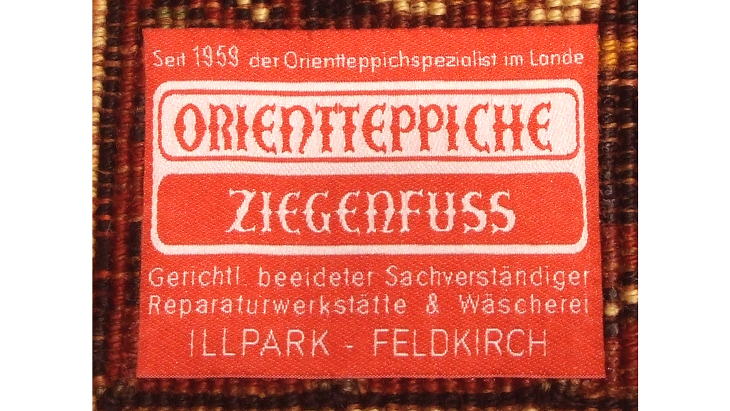 Seit 1959 der Orientteppichspezialist im Lande
ORIENTTEPPICHE
ZIEGENFUSS
Gerichtl. beeideter Sachverständiger
Reparaturwerkstätte & Wäscherei
ILLPARK - FELDKIRCH